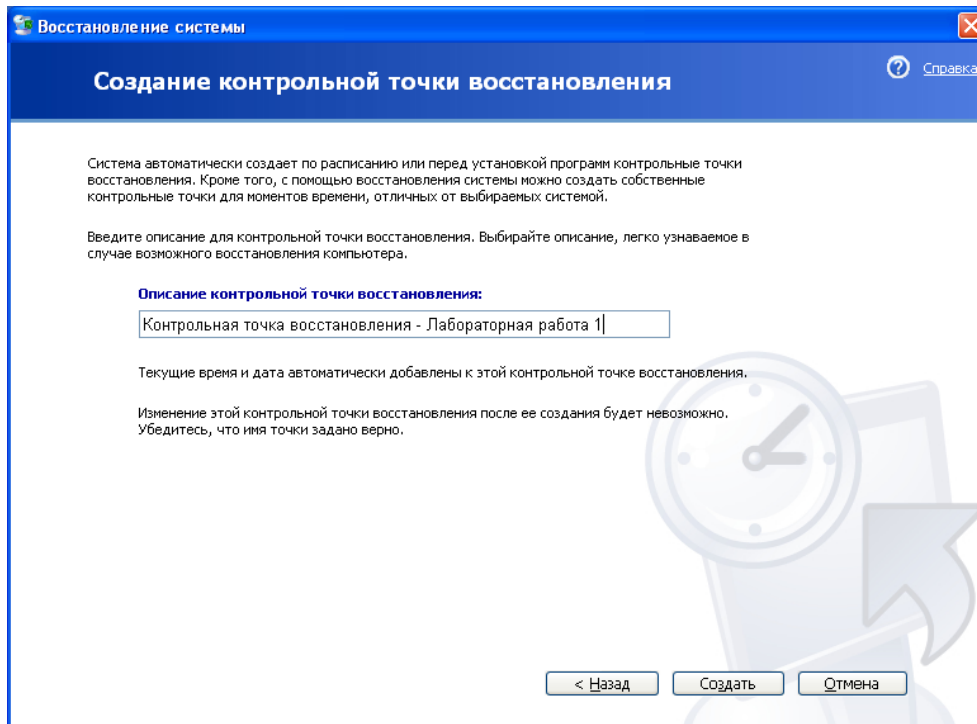 Восстановление системы
Создание контрольной точки восстановления
Справка
Система автоматически создает по расписанию или перед установкой программ контрольные точки
восстановления. Кроме того, с помощью восстановления системы можно создать собственные
контрольные точки для моментов времени, отличных от выбираемых системой.
Введите описание для контрольной точки восстановления. Выбирайте описание, легко узнаваемое в
случае возможного восстановления компьютера.
Описание контрольной точки восстановления:
Контрольная точка восстановления - Лабораторная работа 1
Текущие время и дата автоматически добавлены к этой контрольной точке восстановления.
Изменение этой контрольной точки восстановления после ее создания будет невозможно.
Убедитесь, что имя точки задано верно.
< Назад
Создать
Отмена